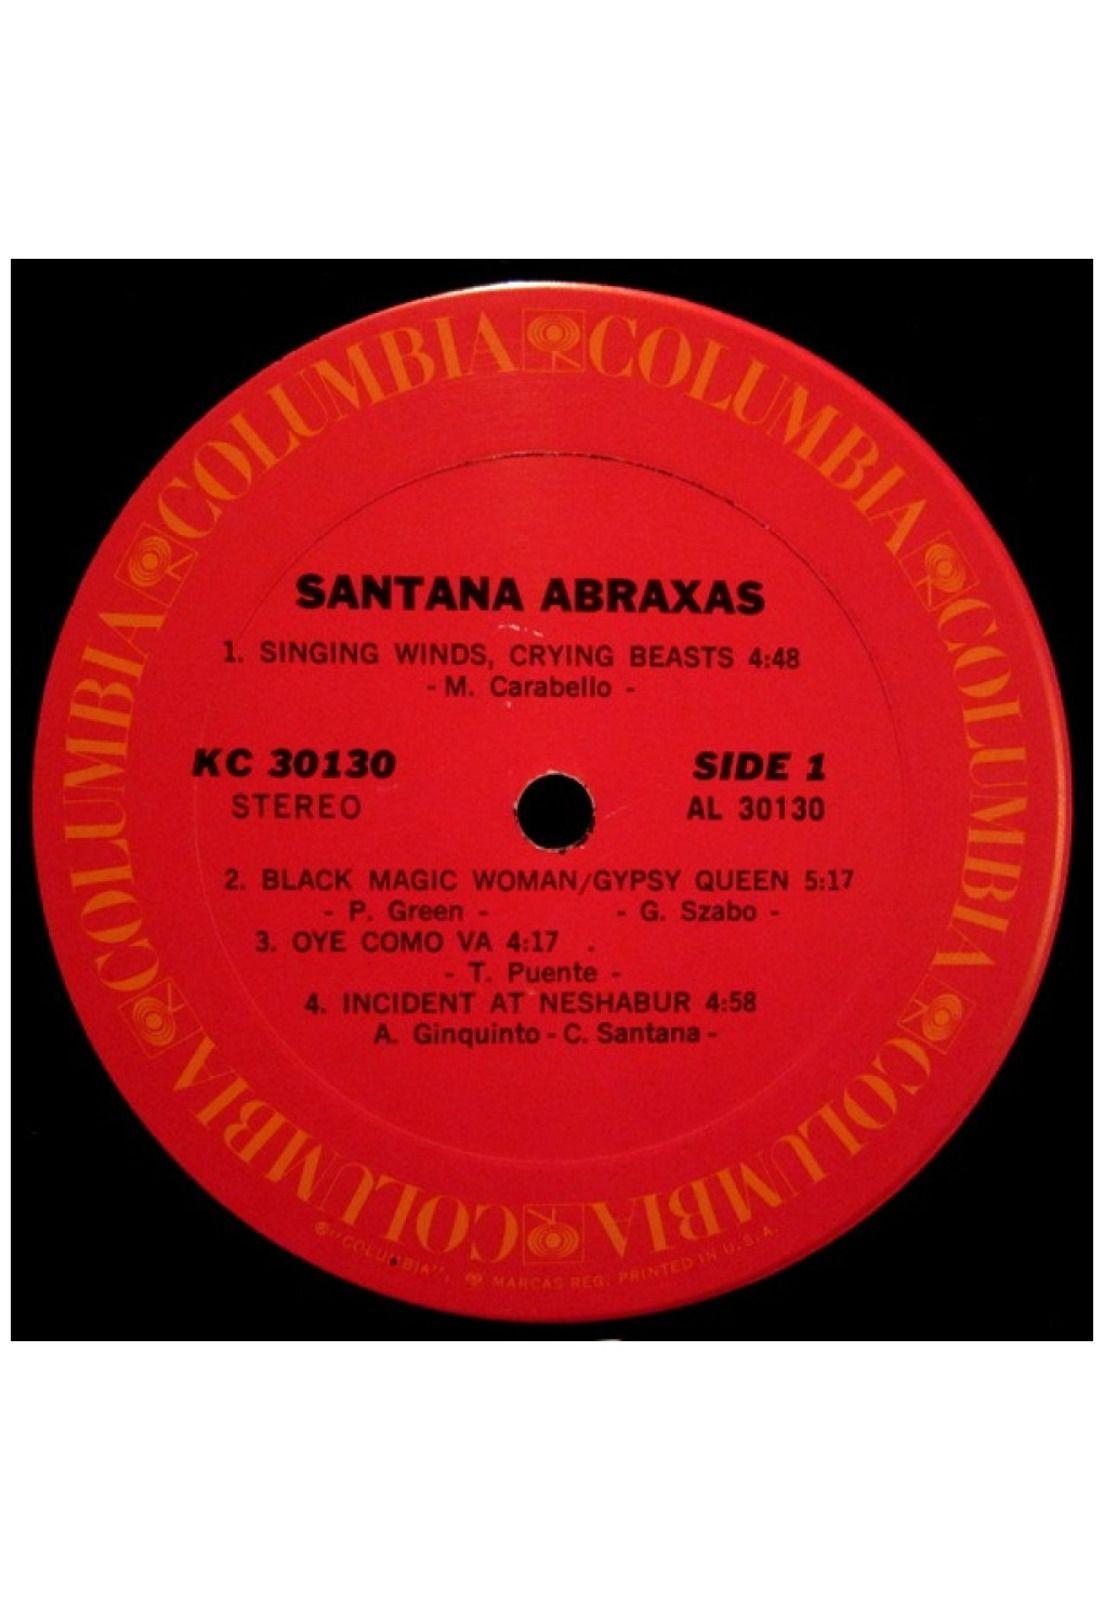 COLUMBIA COLUMBIA COLUMBIA COLUMBIA COLUMBIA COLUMBIA
SANTANA ABRAXAS
1. SINGING WINDS, CRYING BEASTS 4:48
- M. Carabello -
KC 30130 SIDE 1
STEREO AL 30130
2. BLACK MAGIC WOMAN/GYPSY QUEEN 5:17
- P. Green - - G. Szabo -
3. OYE COMO VA 4:17
- T. Puente -
4. INCIDENT AT NESHABUR 4:58
A. Ginquinto - C. Santana -
®"COLUMBIA", MARCAS REG. PRINTED IN U.S.A.